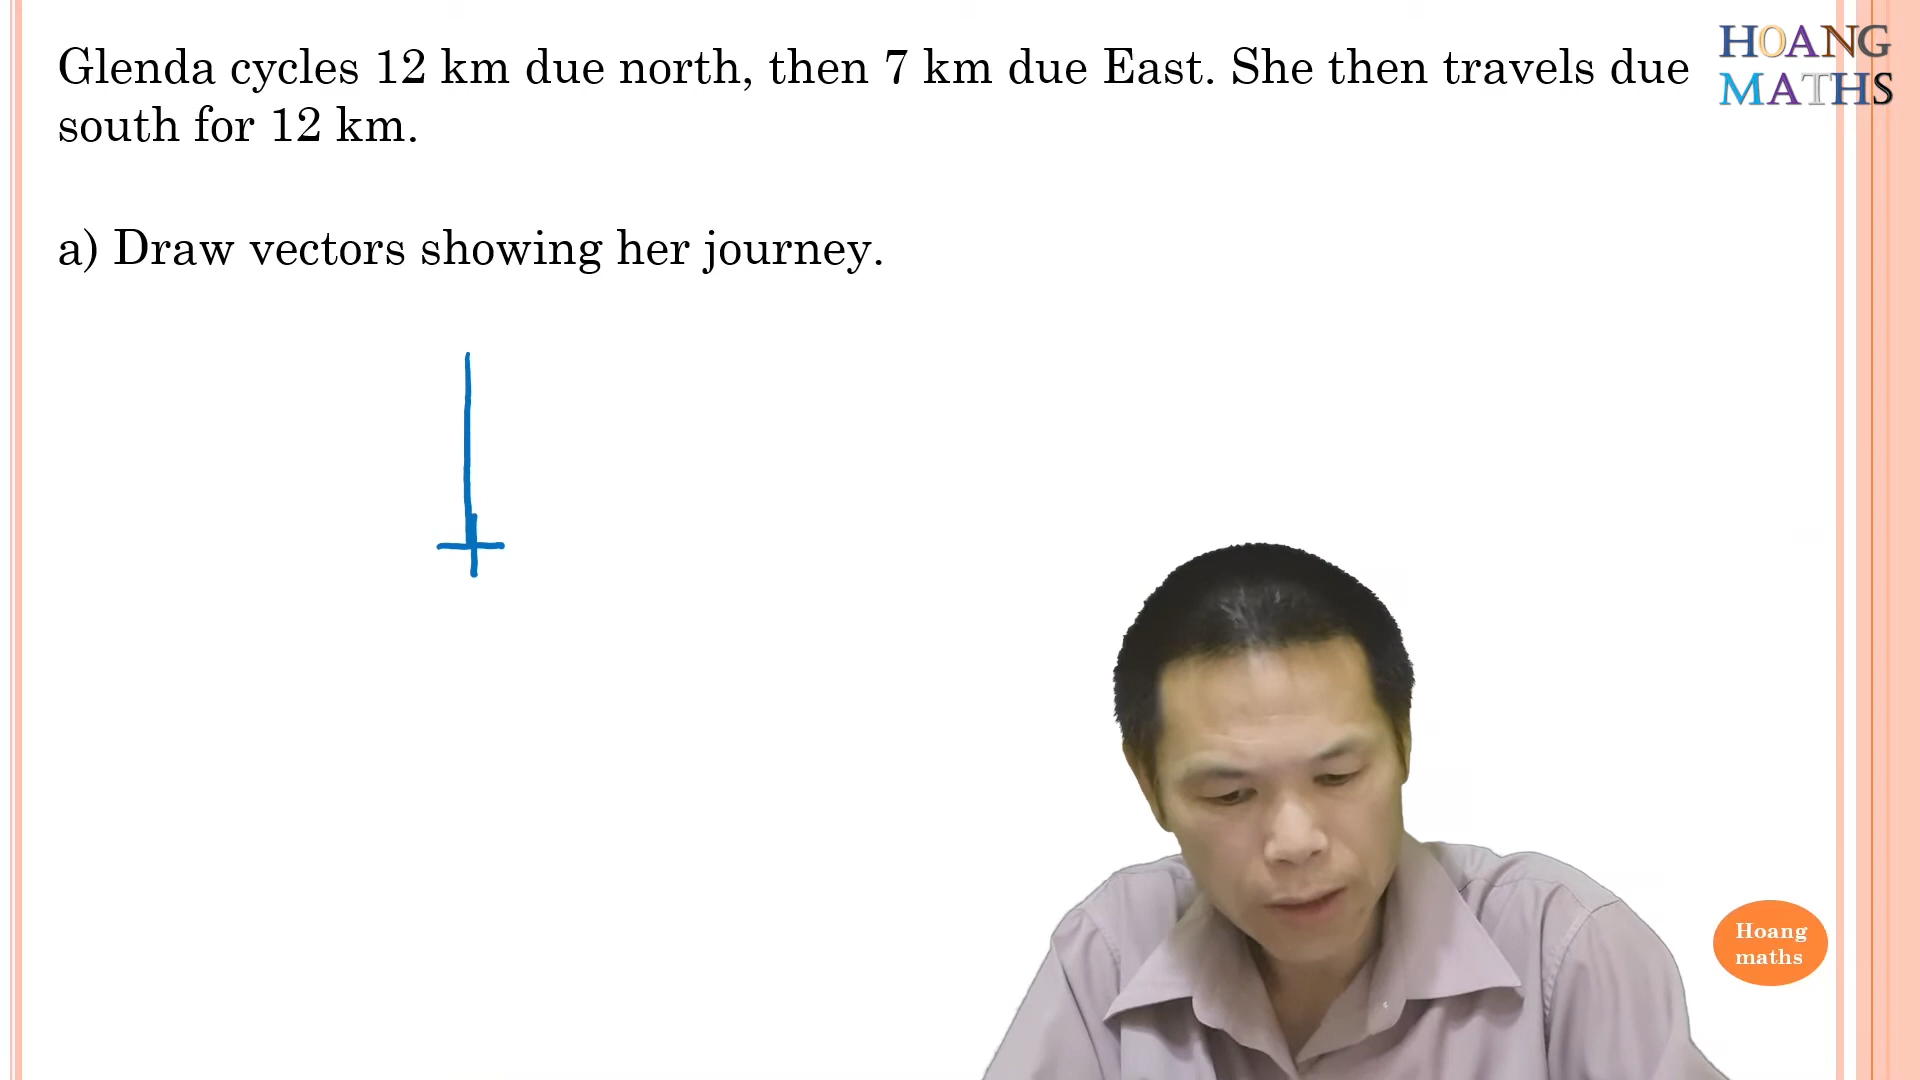 Glenda cycles 12 km due north, then 7 km due East. She then travels due
south for 12 km.
a) Draw vectors showing her journey.
HOANG
MATHS
Hoang
maths